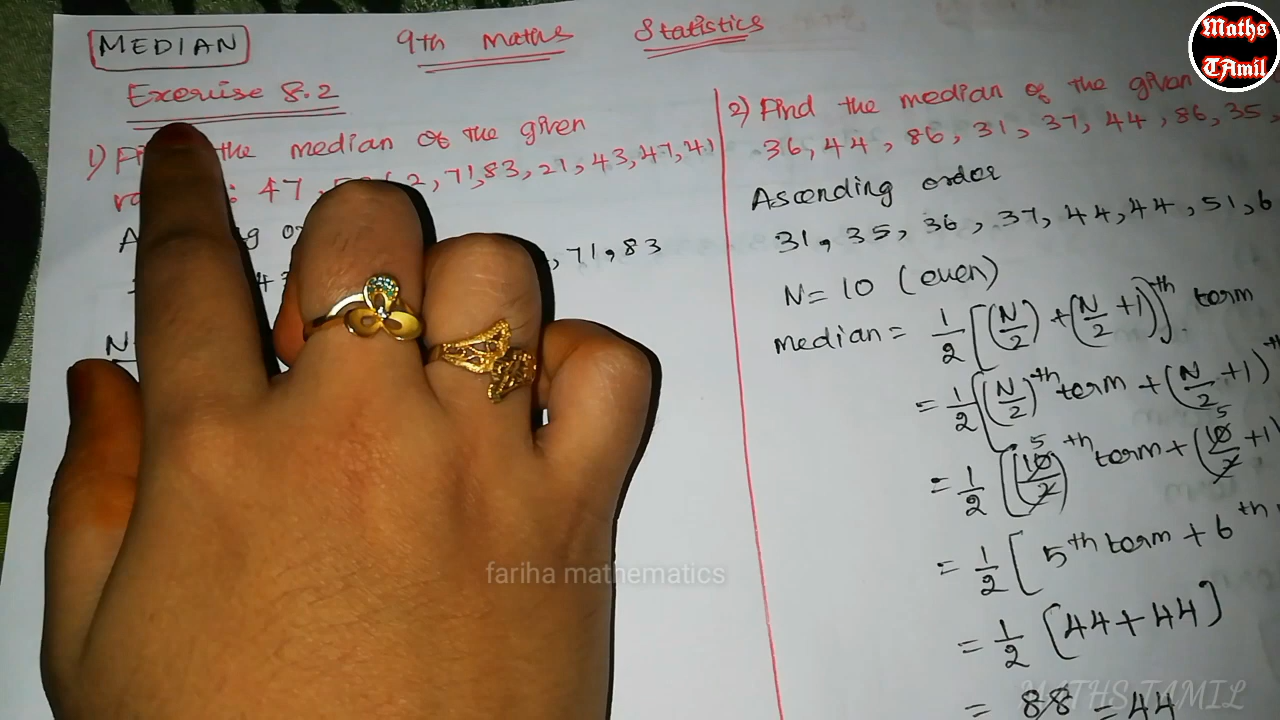 MEDIAN
9th maths Statistics
Exercise 8.2
1) the median of the given
: 47, 2, 71, 83, 21, 43, 47, 41
, 71, 83
N
2) Find the median of the given
36, 44, 86, 31, 37, 44, 86, 35,
Ascending order
31, 35, 36, 37, 44, 44, 51, 6
N = 10 (even)
median = 1/2 [(N/2) + (N/2 + 1)]th term
= 1/2 [(N/2)th term + (N/2 + 1)th
= 1/2 [(10/2)5 th term + (10/2 5 + 1)
= 1/2 [5th term + 6th
= 1/2 [44 + 44]
= 88 = 44
Maths
TAmil
fariha mathematics
MATHS TAMIL